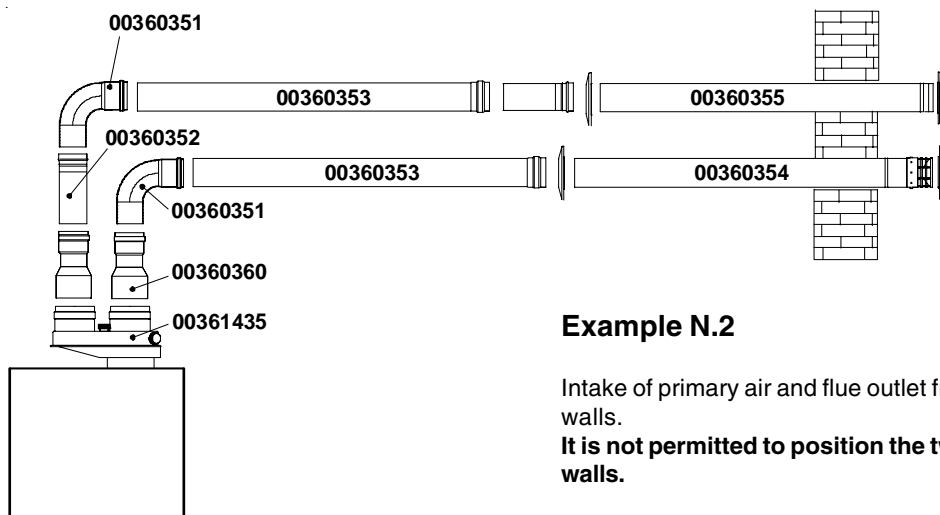 00360351
00360353
00360355
00360352
00360353
00360354
00360351
00360360
00361435
Example N.2
Intake of primary air and flue outlet
walls.
It is not permitted to position the
walls.